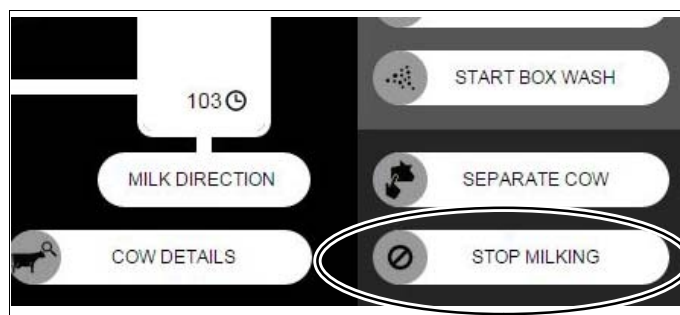 START BOX WASH
103
MILK DIRECTION
SEPARATE COW
COW DETAILS
STOP MILKING